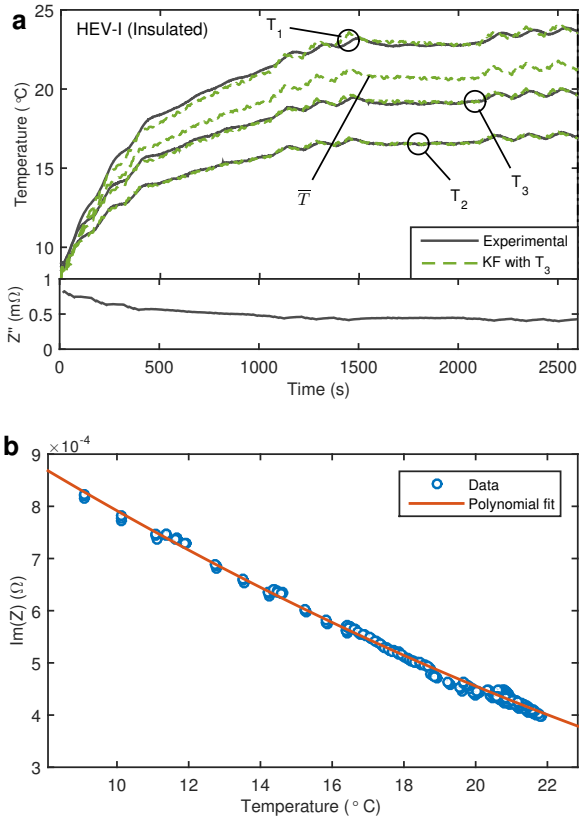 a
HEV-I (Insulated)
T1
T̅
T2
T3
Experimental
KF with T3
Temperature (°C)
25
20
15
10
Z'' (mΩ)
1
0.5
0
0 500 1000 1500 2000 2500
Time (s)
b
×10-4
Data
Polynomial fit
Im(Z) (Ω)
9
8
7
6
5
4
3
10 12 14 16 18 20 22
Temperature (° C)